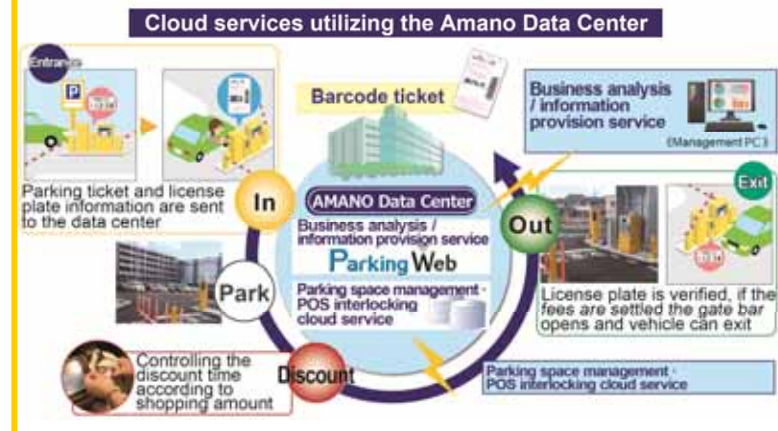 Cloud services utilizing the Amano Data Center
Entrance
P
Parking ticket and license
plate information are sent
to the data center
Barcode ticket
Business analysis
/ information
provision service
《Management PC》
In
AMANO Data Center
Business analysis /
information provision service
Parking Web
Parking space management ·
POS interlocking
cloud service
Out
Exit
License plate is verified, if the
fees are settled the gate bar
opens and vehicle can exit
Park
Discount
Controlling the
discount time
according to
shopping amount
Parking space management ·
POS interlocking cloud service